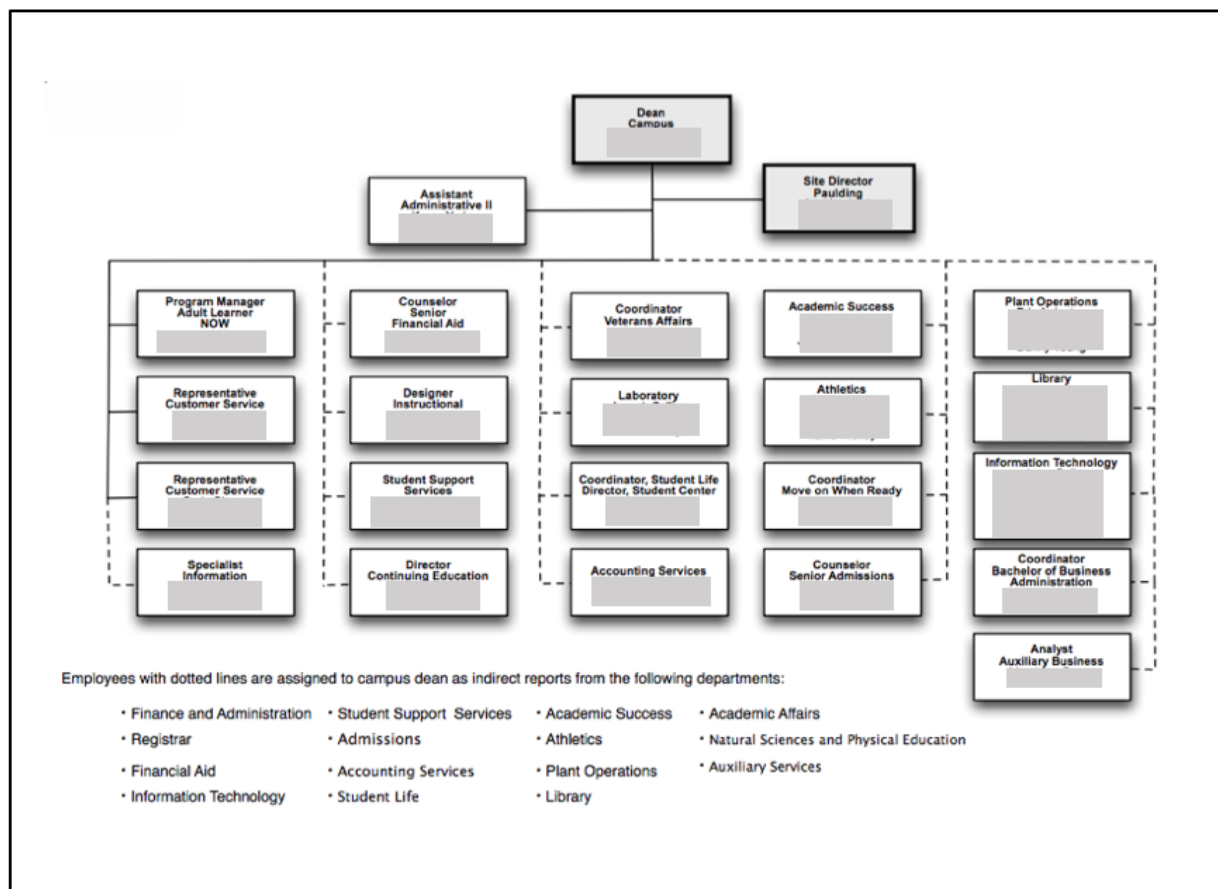 Dean
Campus
Site Director
Paulding
Assistant
Administrative II
Program Manager
Adult Learner
NOW
Counselor
Senior
Financial Aid
Coordinator
Veterans Affairs
Academic Success
Plant Operations
Representative
Customer Service
Designer
Instructional
Laboratory
Athletics
Library
Representative
Customer Service
Student Support
Services
Coordinator, Student Life
Director, Student Center
Coordinator
Move on When Ready
Information Technology
Specialist
Information
Director
Continuing Education
Accounting Services
Counselor
Senior Admissions
Coordinator
Bachelor of Business
Administration
Analyst
Auxiliary Business
Employees with dotted lines are assigned to campus dean as indirect reports from the following departments:
• Finance and Administration
• Registrar
• Financial Aid
• Information Technology
• Student Support Services
• Admissions
• Accounting Services
• Student Life
• Academic Success
• Athletics
• Plant Operations
• Library
• Academic Affairs
• Natural Sciences and Physical Education
• Auxiliary Services